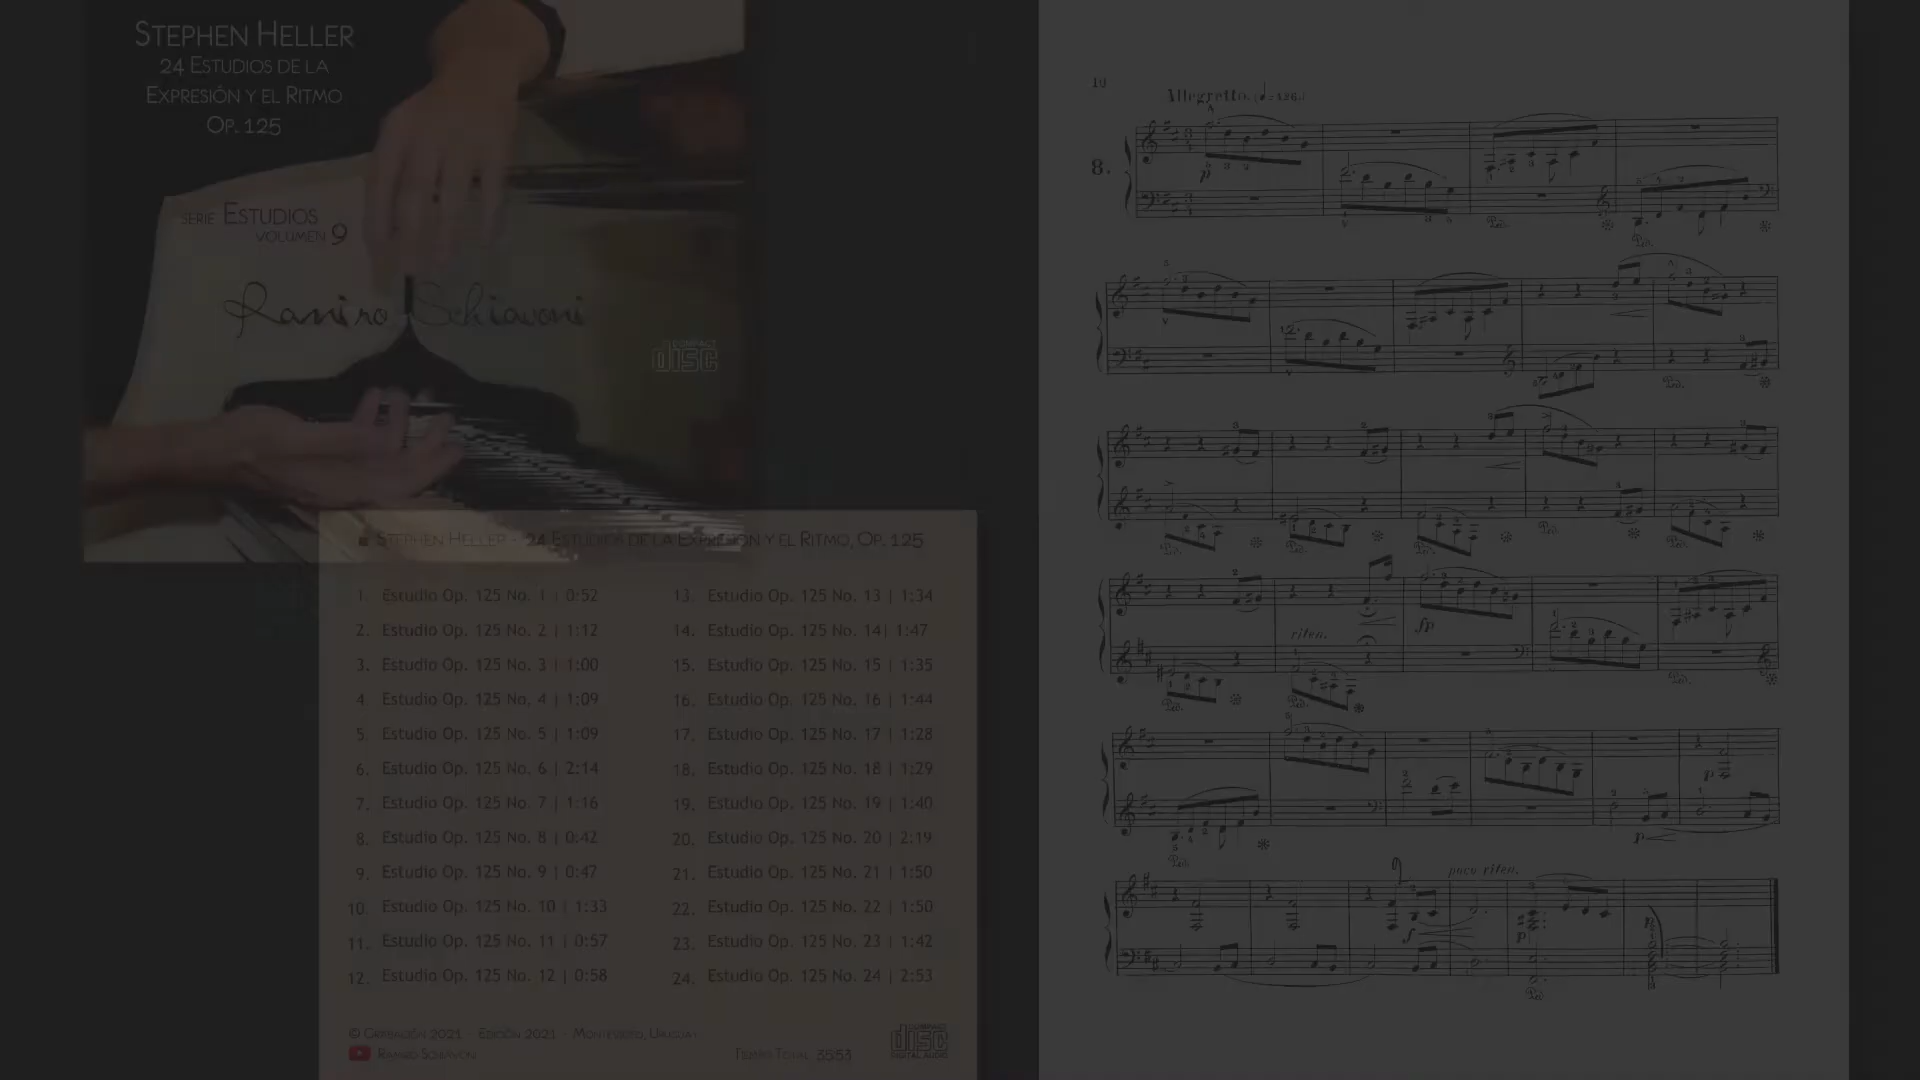 STEPHEN HELLER
24 ESTUDIOS DE LA
EXPRESIÓN Y EL RITMO
OP. 125
SERIE ESTUDIOS
VOLUMEN 9
Ramiro Schiavoni
COMPACT
disc
■ STEPHEN HELLER - 24 ESTUDIOS DE LA EXPRESIÓN Y EL RITMO, OP. 125
1. Estudio Op. 125 No. 1 | 0:52
2. Estudio Op. 125 No. 2 | 1:12
3. Estudio Op. 125 No. 3 | 1:00
4. Estudio Op. 125 No. 4 | 1:09
5. Estudio Op. 125 No. 5 | 1:09
6. Estudio Op. 125 No. 6 | 2:14
7. Estudio Op. 125 No. 7 | 1:16
8. Estudio Op. 125 No. 8 | 0:42
9. Estudio Op. 125 No. 9 | 0:47
10. Estudio Op. 125 No. 10 | 1:33
11. Estudio Op. 125 No. 11 | 0:57
12. Estudio Op. 125 No. 12 | 0:58
13. Estudio Op. 125 No. 13 | 1:34
14. Estudio Op. 125 No. 14| 1:47
15. Estudio Op. 125 No. 15 | 1:35
16. Estudio Op. 125 No. 16 | 1:44
17. Estudio Op. 125 No. 17 | 1:28
18. Estudio Op. 125 No. 18 | 1:29
19. Estudio Op. 125 No. 19 | 1:40
20. Estudio Op. 125 No. 20 | 2:19
21. Estudio Op. 125 No. 21 | 1:50
22. Estudio Op. 125 No. 22 | 1:50
23. Estudio Op. 125 No. 23 | 1:42
24. Estudio Op. 125 No. 24 | 2:53
© GRABACIÓN 2021 EDICIÓN 2021 - MONTEVIDEO, URUGUAY
RAMIRO SCHIAVONI
TIEMPO TOTAL 35:53
COMPACT
disc
DIGITAL AUDIO
10
Allegretto. (♩=126.)
8.
p
riten.
fp
p
p
poco riten.
f
p
p